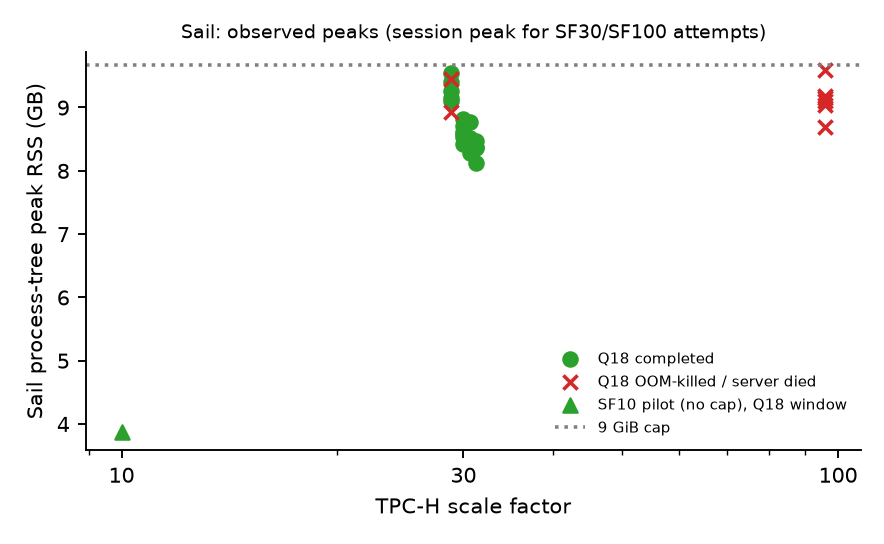 Sail: observed peaks (session peak for SF30/SF100 attempts)
Sail process-tree peak RSS (GB)
9
8
7
6
5
4
Q18 completed
Q18 OOM-killed / server died
SF10 pilot (no cap), Q18 window
9 GiB cap
10
30
100
TPC-H scale factor